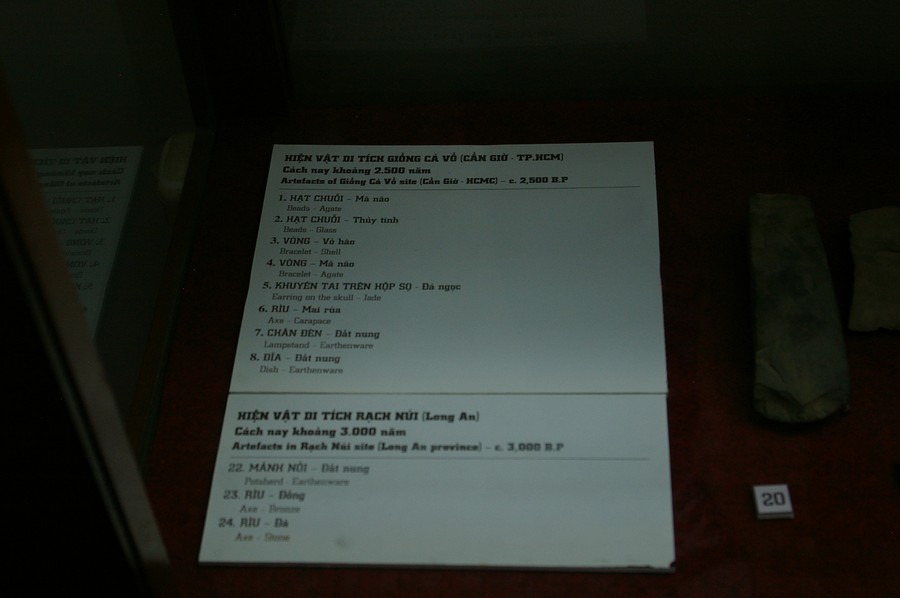 HIỆN VẬT DI TÍCH GIỒNG CÁ VỒ (CẦN GIỜ - TP.HCM)
Cách nay khoảng 2.500 năm
Artefacts of Giồng Cá Vồ site (Cần Giờ - HCMC) – c. 2,500 B.P
1. HẠT CHUỖI – Mã não
Beads - Agate
2. HẠT CHUỖI – Thủy tinh
Beads - Glass
3. VÒNG – Vỏ hàu
Bracelet - Shell
4. VÒNG – Mã não
Bracelet - Agate
5. KHUYÊN TAI TRÊN HỘP SỌ - Đá ngọc
Earring on the skull - Jade
6. RÌU – Mai rùa
Axe - Carapace
7. CHÂN ĐÈN – Đất nung
Lampstand - Earthenware
8. ĐĨA – Đất nung
Dish - Earthenware
HIỆN VẬT DI TÍCH RẠCH NÚI (Long An)
Cách nay khoảng 3.000 năm
Artefacts in Rạch Núi site (Long An province) – c. 3,000 B.P
22. MẢNH NỒI – Đất nung
Potsherd - Earthenware
23. RÌU – Đồng
Axe - Bronze
24. RÌU – Đá
Axe - Stone
20